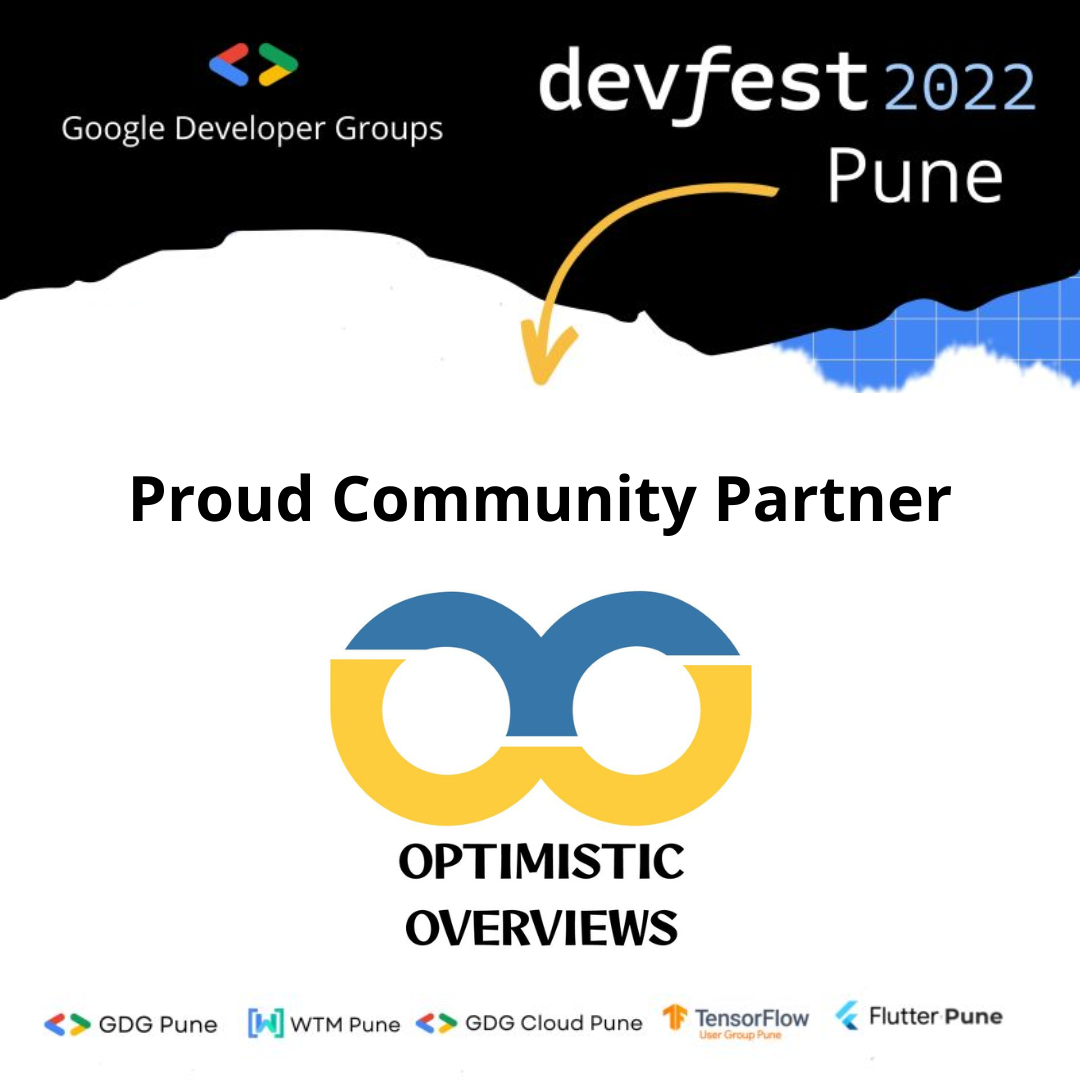 Google Developer Groups
devfest 2022
Pune
Proud Community Partner
OPTIMISTIC
OVERVIEWS
GDG Pune
WTM Pune
GDG Cloud Pune
TensorFlow
User Group Pune
Flutter Pune